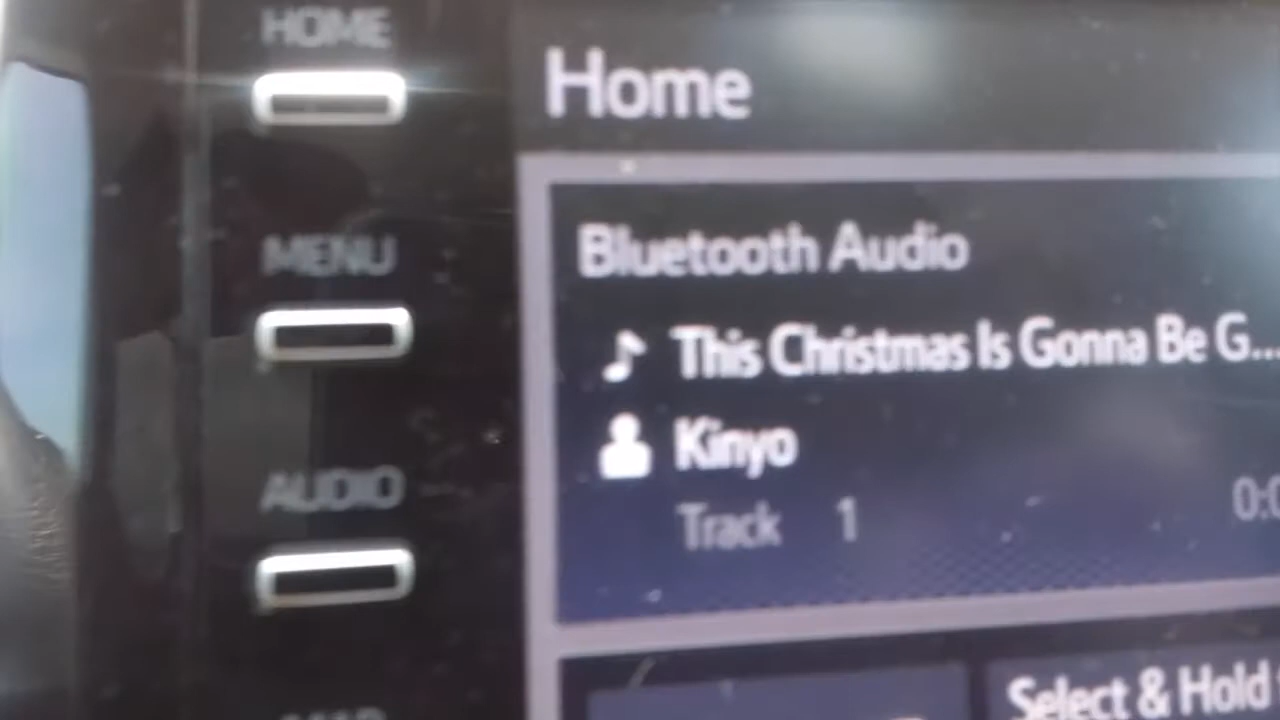 HOME
MENU
AUDIO
Home
Bluetooth Audio
This Christmas Is Gonna Be G...
Kinyo
Track 1
Select & Hold